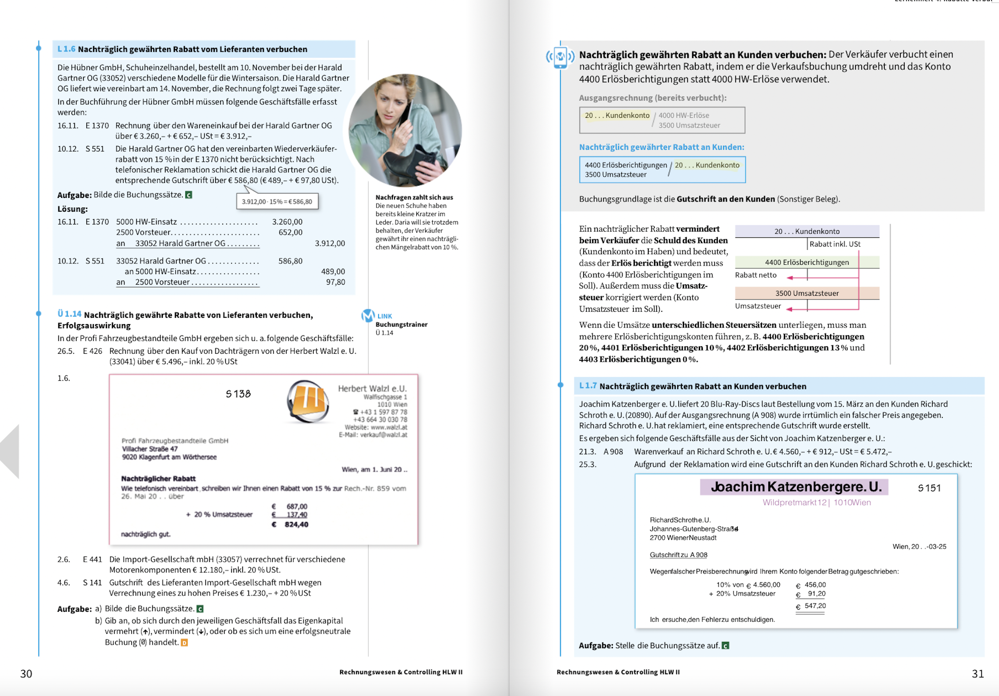 L 1.6 Nachträglich gewährten Rabatt vom Lieferanten verbuchen
Die Hübner GmbH, Schuheinzelhandel, bestellt am 10. November bei der Harald
Gartner OG (33052) verschiedene Modelle für die Wintersaison. Die Harald Gartner
OG liefert wie vereinbart am 14. November, die Rechnung folgt zwei Tage später.
In der Buchführung der Hübner GmbH müssen folgende Geschäftsfälle erfasst
werden:
16.11. E 1370 Rechnung über den Wareneinkauf bei der Harald Gartner OG
über € 3.260,– + € 652,– USt = € 3.912,–
10.12. S 551 Die Harald Gartner OG hat den vereinbarten Wiederverkäufer-
rabatt von 15 % in der E 1370 nicht berücksichtigt. Nach
telefonischer Reklamation schickt die Harald Gartner OG die
entsprechende Gutschrift über € 586,80 (€ 489,– + € 97,80 USt).
Aufgabe: Bilde die Buchungssätze. C
3.912,00 · 15 % = € 586,80
Lösung:
16.11. E 1370 5000 HW-Einsatz ..................... 3.260,00
2500 Vorsteuer........................ 652,00
an 33052 Harald Gartner OG ......... 3.912,00
10.12. S 551 33052 Harald Gartner OG .............. 586,80
an 5000 HW-Einsatz................. 489,00
an 2500 Vorsteuer .................. 97,80
Nachfragen zahlt sich aus
Die neuen Schuhe haben
bereits kleine Kratzer im
Leder. Daria will sie trotzdem
behalten, der Verkäufer
gewährt ihr einen nachträgli-
chen Mängelrabatt von 10 %.
Ü 1.14 Nachträglich gewährte Rabatte von Lieferanten verbuchen,
Erfolgsauswirkung
LINK
Buchungstrainer
Ü 1.14
In der Profi Fahrzeugbestandteile GmbH ergeben sich u. a. folgende Geschäftsfälle:
26.5. E 426 Rechnung über den Kauf von Dachträgern von der Herbert Walzl e. U.
(33041) über € 5.496,– inkl. 20 % USt
1.6.
S 138
Herbert Walzl e.U.
Walfischgasse 1
1010 Wien
☎ +43 1 597 87 78
+43 664 30 030 78
Website: www.walzl.at
E-Mail: verkauf@walzl.at
Profi Fahrzeugbestandteile GmbH
Villacher Straße 47
9020 Klagenfurt am Wörthersee
Wien, am 1. Juni 20 ..
Nachträglicher Rabatt
Wie telefonisch vereinbart, schreiben wir Ihnen einen Rabatt von 15 % zur Rech.-Nr. 859 vom
26. Mai 20 . . über
€ 687,00
+ 20 % Umsatzsteuer € 137,40
€ 824,40
nachträglich gut.
2.6. E 441 Die Import-Gesellschaft mbH (33057) verrechnet für verschiedene
Motorenkomponenten € 12.180,– inkl. 20 % USt.
4.6. S 141 Gutschrift des Lieferanten Import-Gesellschaft mbH wegen
Verrechnung eines zu hohen Preises € 1.230,– + 20 % USt
Aufgabe: a) Bilde die Buchungssätze. C
b) Gib an, ob sich durch den jeweiligen Geschäftsfall das Eigenkapital
vermehrt (↑), vermindert (↓), oder ob es sich um eine erfolgsneutrale
Buchung (0) handelt. D
30
Rechnungswesen & Controlling HLW II
Nachträglich gewährten Rabatt an Kunden verbuchen: Der Verkäufer verbucht einen
nachträglich gewährten Rabatt, indem er die Verkaufsbuchung umdreht und das Konto
4400 Erlösberichtigungen statt 4000 HW-Erlöse verwendet.
Ausgangsrechnung (bereits verbucht):
20 . . . Kundenkonto / 4000 HW-Erlöse
3500 Umsatzsteuer
Nachträglich gewährter Rabatt an Kunden:
4400 Erlösberichtigungen / 20 . . . Kundenkonto
3500 Umsatzsteuer
Buchungsgrundlage ist die Gutschrift an den Kunden (Sonstiger Beleg).
Ein nachträglicher Rabatt vermindert
beim Verkäufer die Schuld des Kunden
(Kundenkonto im Haben) und bedeutet,
dass der Erlös berichtigt werden muss
(Konto 4400 Erlösberichtigungen im
Soll). Außerdem muss die Umsatz-
steuer korrigiert werden (Konto
Umsatzsteuer im Soll).
20 . . . Kundenkonto
Rabatt inkl. USt
4400 Erlösberichtigungen
Rabatt netto
3500 Umsatzsteuer
Umsatzsteuer
Wenn die Umsätze unterschiedlichen Steuersätzen unterliegen, muss man
mehrere Erlösberichtigungskonten führen, z. B. 4400 Erlösberichtigungen
20 %, 4401 Erlösberichtigungen 10 %, 4402 Erlösberichtigungen 13 % und
4403 Erlösberichtigungen 0 %.
L 1.7 Nachträglich gewährten Rabatt an Kunden verbuchen
Joachim Katzenberger e. U. liefert 20 Blu-Ray-Discs laut Bestellung vom 15. März an den Kunden Richard
Schroth e. U. (20890). Auf der Ausgangsrechnung (A 908) wurde irrtümlich ein falscher Preis angegeben.
Richard Schroth e. U. hat reklamiert, eine entsprechende Gutschrift wurde erstellt.
Es ergeben sich folgende Geschäftsfälle aus der Sicht von Joachim Katzenberger e. U.:
21.3. A 908 Warenverkauf an Richard Schroth e. U. € 4.560,– + € 912,– USt = € 5.472,–
25.3. Aufgrund der Reklamation wird eine Gutschrift an den Kunden Richard Schroth e. U. geschickt:
Joachim Katzenberger e. U.
S 151
Wildpretmarkt 12 | 1010 Wien
Richard Schroth e. U.
Johannes-Gutenberg-Straße
2700 Wiener Neustadt
Wien, 20 . .-03-25
Gutschrift zu A 908
Wegen falscher Preisberechnung wird Ihrem Konto folgender Betrag gutgeschrieben:
10% von € 4.560,00 € 456,00
+ 20% Umsatzsteuer € 91,20
€ 547,20
Ich ersuche, den Fehler zu entschuldigen.
Aufgabe: Stelle die Buchungssätze auf. C
Rechnungswesen & Controlling HLW II
31